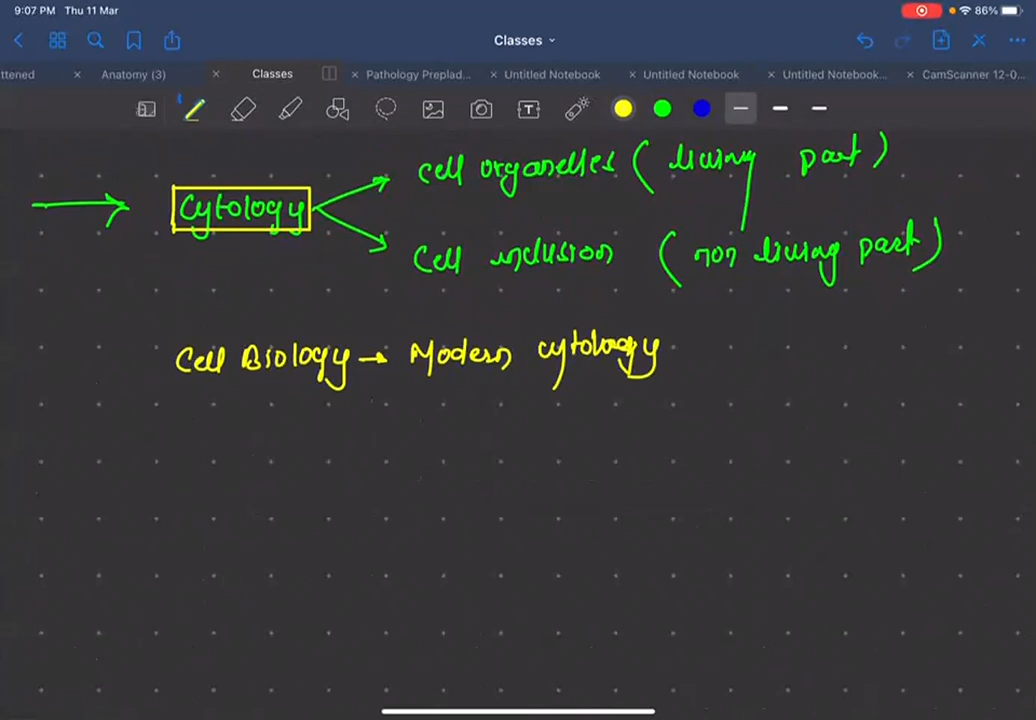 9:07 PM Thu 11 Mar
86%
Classes
ttened
Anatomy (3)
Classes
Pathology Preplad...
Untitled Notebook
Untitled Notebook
Untitled Notebook...
CamScanner 12-0...
T
cell organelles (living part)
Cytology
Cell inclusion (non living part)
Cell Biology → Modern cytology